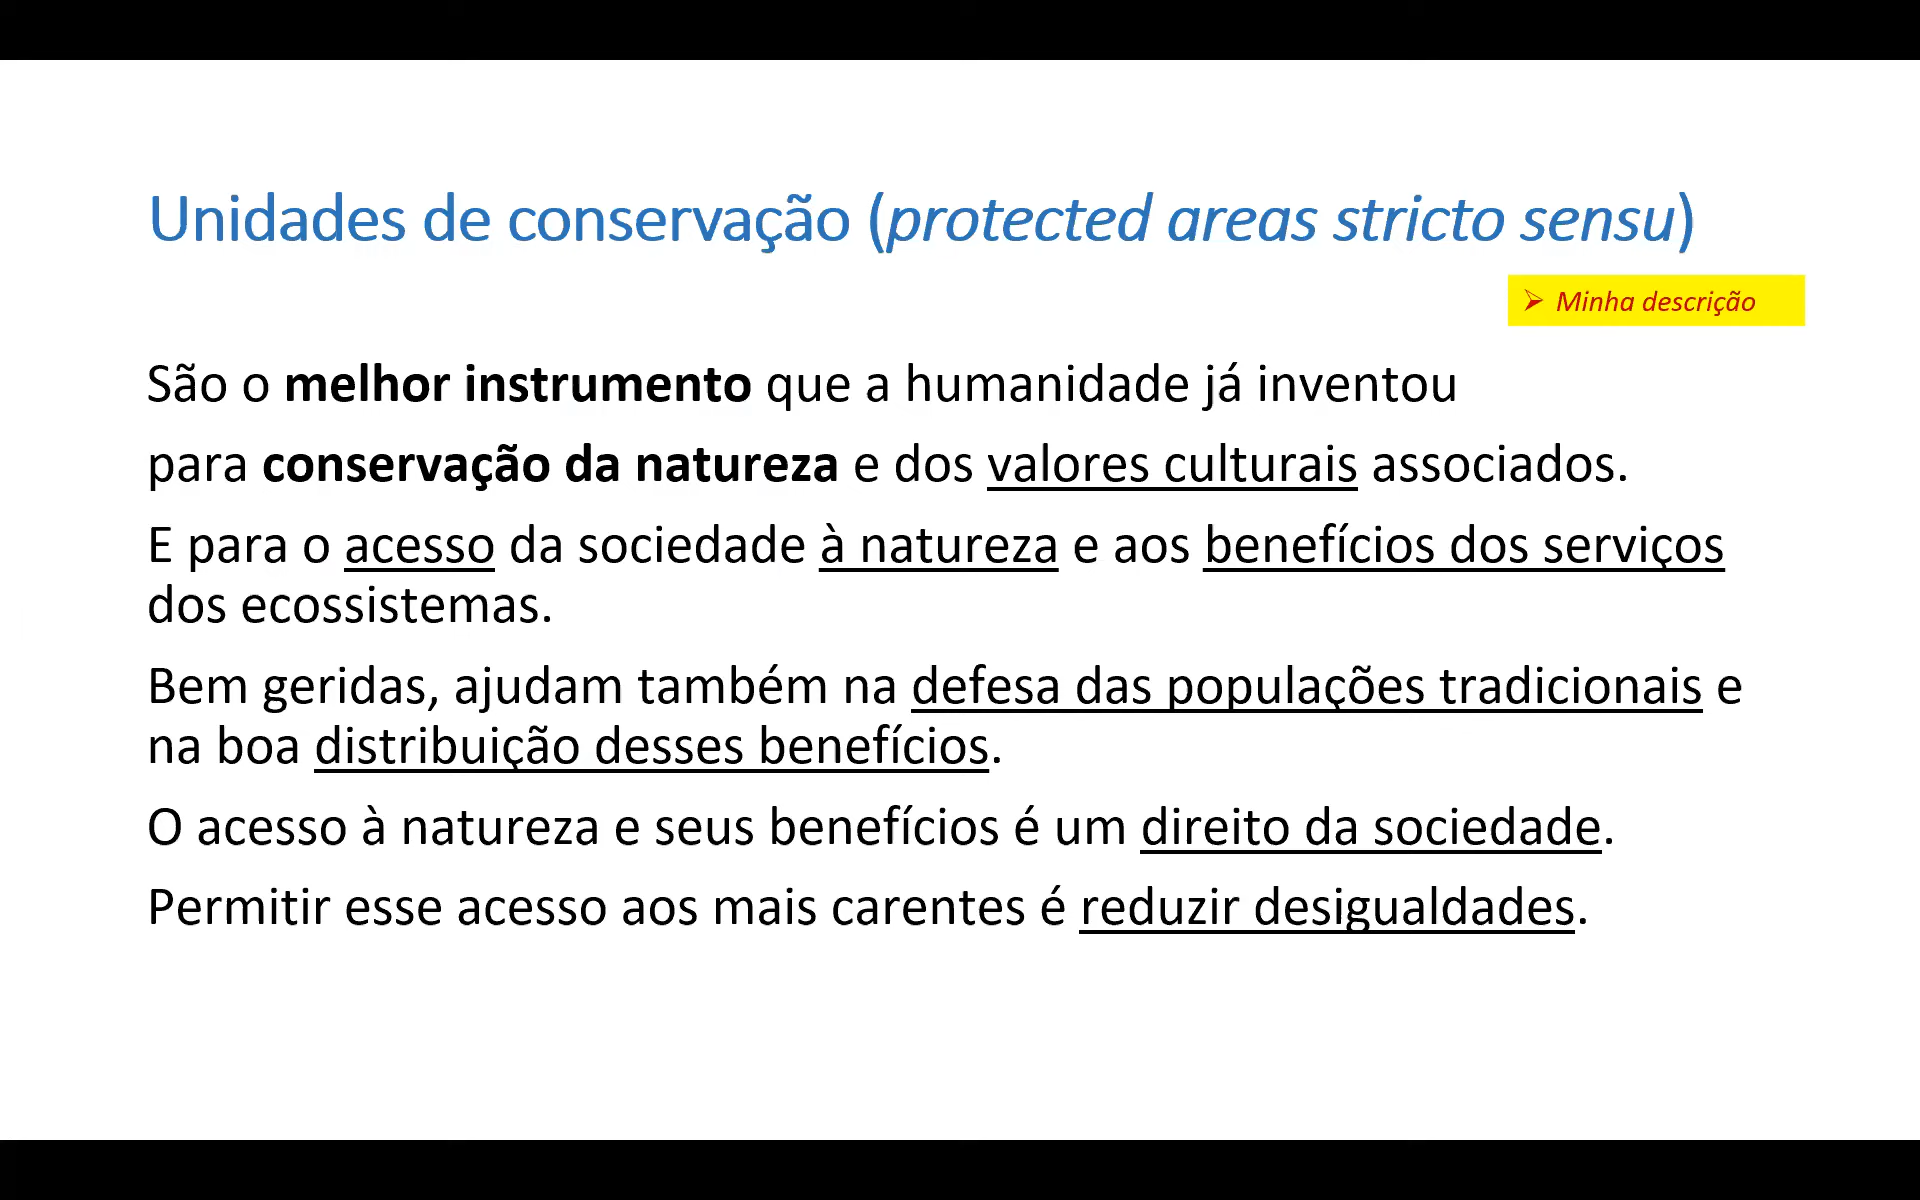 Unidades de conservação (protected areas stricto sensu)
➢ Minha descrição
São o melhor instrumento que a humanidade já inventou
para conservação da natureza e dos valores culturais associados.
E para o acesso da sociedade à natureza e aos benefícios dos serviços
dos ecossistemas.
Bem geridas, ajudam também na defesa das populações tradicionais e
na boa distribuição desses benefícios.
O acesso à natureza e seus benefícios é um direito da sociedade.
Permitir esse acesso aos mais carentes é reduzir desigualdades.